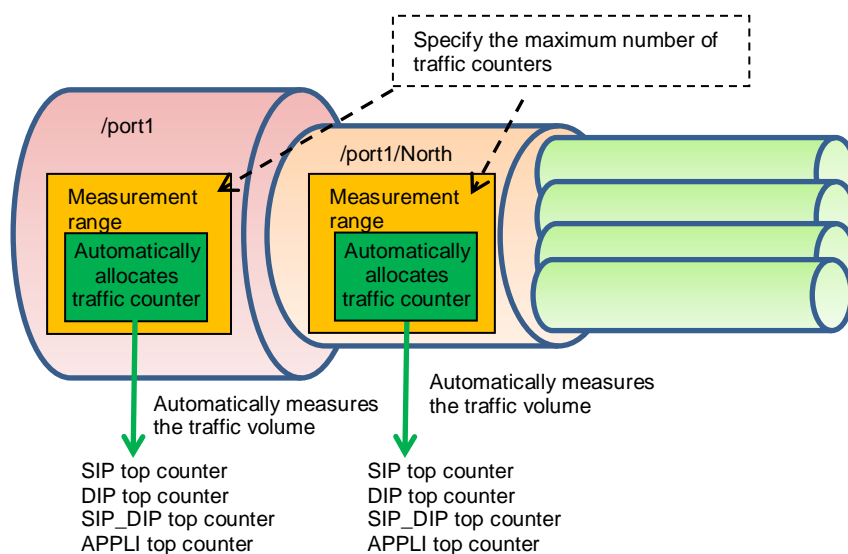 Specify the maximum number of
traffic counters
/port1
/port1/North
Measurement
range
Automatically
allocates
traffic counter
Measurement
range
Automatically
allocates
traffic counter
Automatically measures
the traffic volume
Automatically measures
the traffic volume
SIP top counter
DIP top counter
SIP_DIP top counter
APPLI top counter
SIP top counter
DIP top counter
SIP_DIP top counter
APPLI top counter